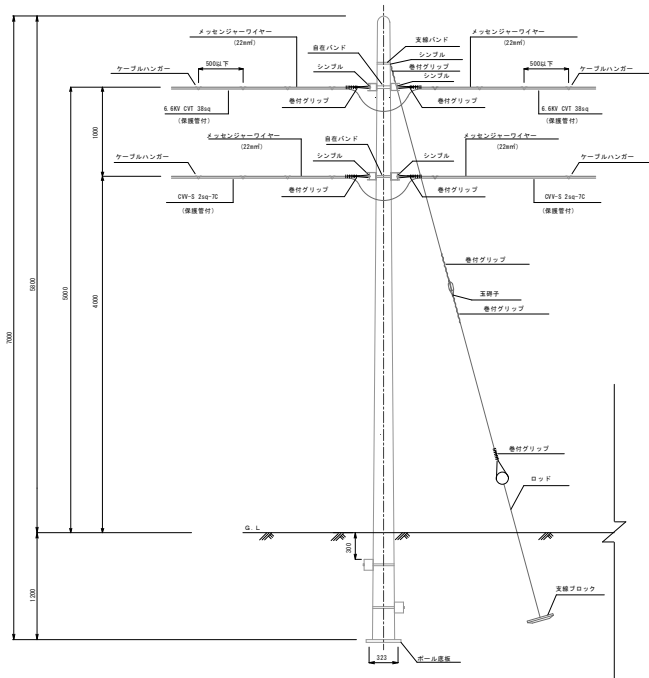 メッセンジャーワイヤー
(22mm²)
支線バンド
シンプル
自在バンド
メッセンジャーワイヤー
(22mm²)
ケーブルハンガー
500以下
シンプル
巻付グリップ
シンプル
500以下
ケーブルハンガー
6.6KV CVT 38sq
(保護管付)
巻付グリップ
巻付グリップ
6.6KV CVT 38sq
(保護管付)
メッセンジャーワイヤー
(22mm²)
自在バンド
メッセンジャーワイヤー
(22mm²)
ケーブルハンガー
シンプル
シンプル
ケーブルハンガー
CVV-S 2sq-7C
(保護管付)
巻付グリップ
巻付グリップ
CVV-S 2sq-7C
(保護管付)
1000
巻付グリップ
玉碍子
巻付グリップ
7000
5800
5000
4000
巻付グリップ
ロッド
G.L
300
1200
支線ブロック
323
ポール底板